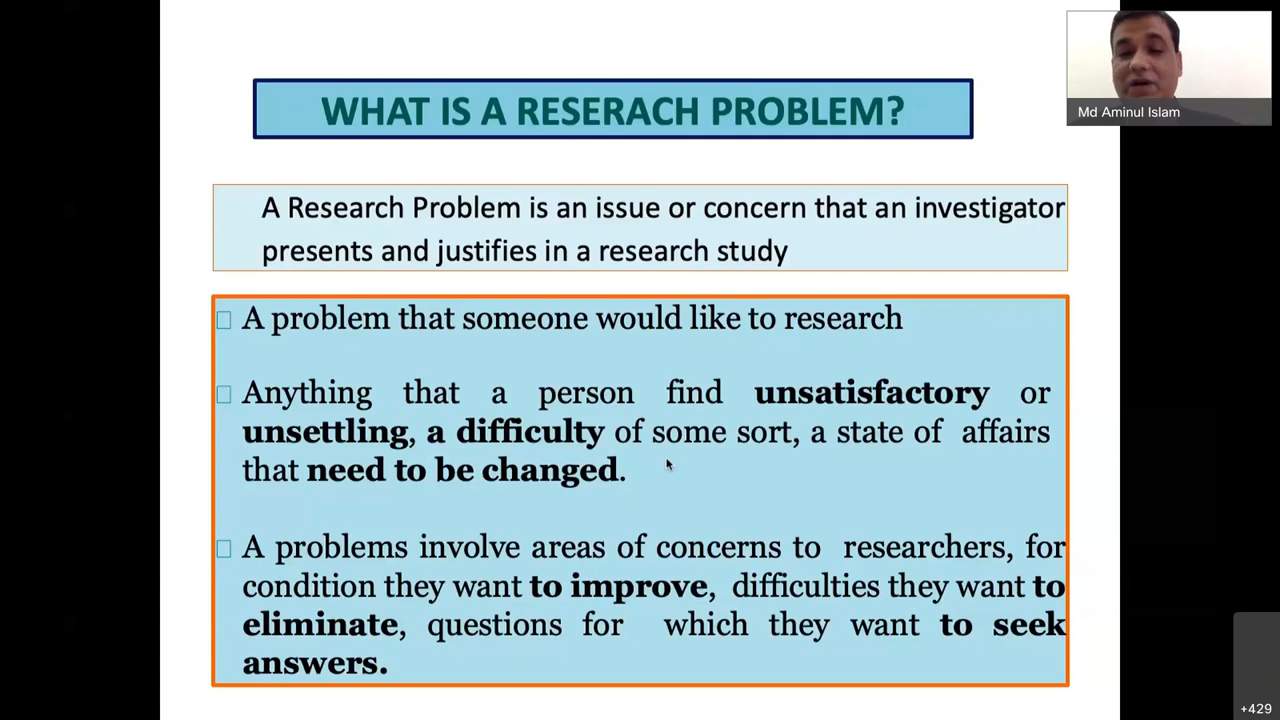 WHAT IS A RESERACH PROBLEM?
Md Aminul Islam
A Research Problem is an issue or concern that an investigator
presents and justifies in a research study
A problem that someone would like to research
Anything that a person find unsatisfactory or
unsettling, a difficulty of some sort, a state of affairs
that need to be changed.
A problems involve areas of concerns to researchers, for
condition they want to improve, difficulties they want to
eliminate, questions for which they want to seek
answers.
+429